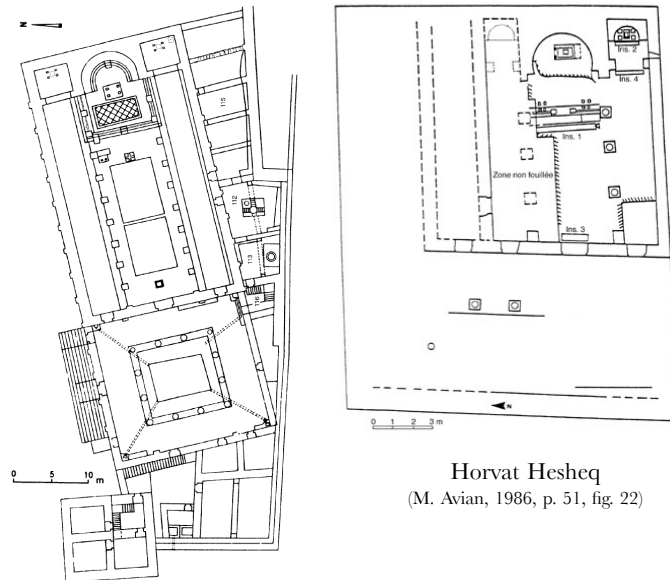 N
115
112
113
116
0 5 10
m
Ins. 2
Ins. 4
Ins. 1
Zone non fouillée
Ins. 3
N
0 1 2 3 m
Horvat Hesheq
(M. Avian, 1986, p. 51, fig. 22)